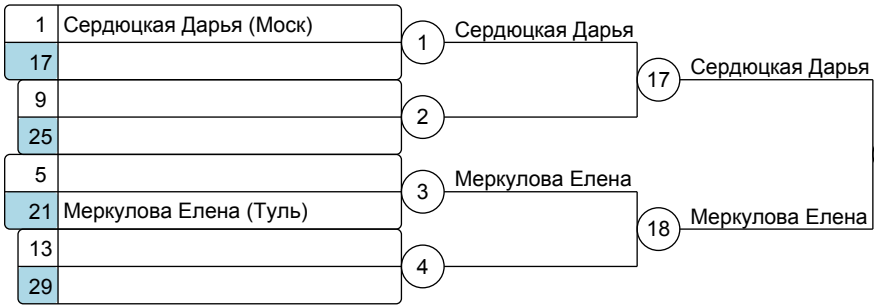 1 Сердюцкая Дарья (Моск)
17
1 Сердюцкая Дарья
9
25
2
17 Сердюцкая Дарья
5
21 Меркулова Елена (Туль)
3 Меркулова Елена
13
29
4
18 Меркулова Елена